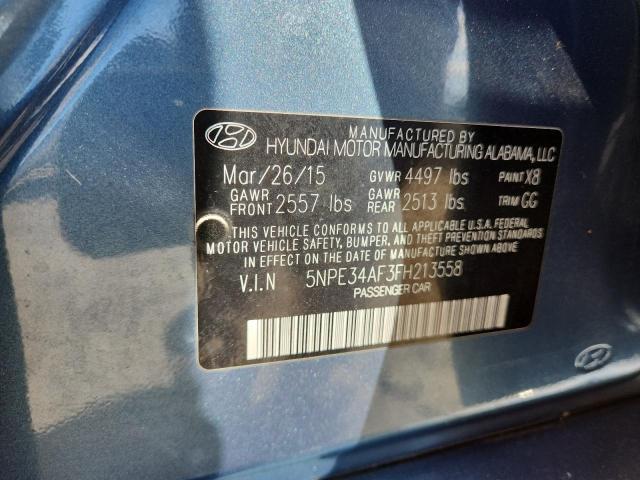 MANUFACTURED BY
HYUNDAI MOTOR MANUFACTURING ALABAMA, LLC
Mar/26/15 GVWR 4497 lbs PAINT X8
GAWR FRONT 2557 lbs GAWR REAR 2513 lbs. TRIM GG
THIS VEHICLE CONFORMS TO ALL APPLICABLE U.S.A. FEDERAL
MOTOR VEHICLE SAFETY, BUMPER, AND THEFT PREVENTION STANDARDS
IN EFFECT ON THE DATE OF MANUFACTURE SHOWN ABOVE.
V.I.N 5NPE34AF3FH213558
PASSENGER CAR